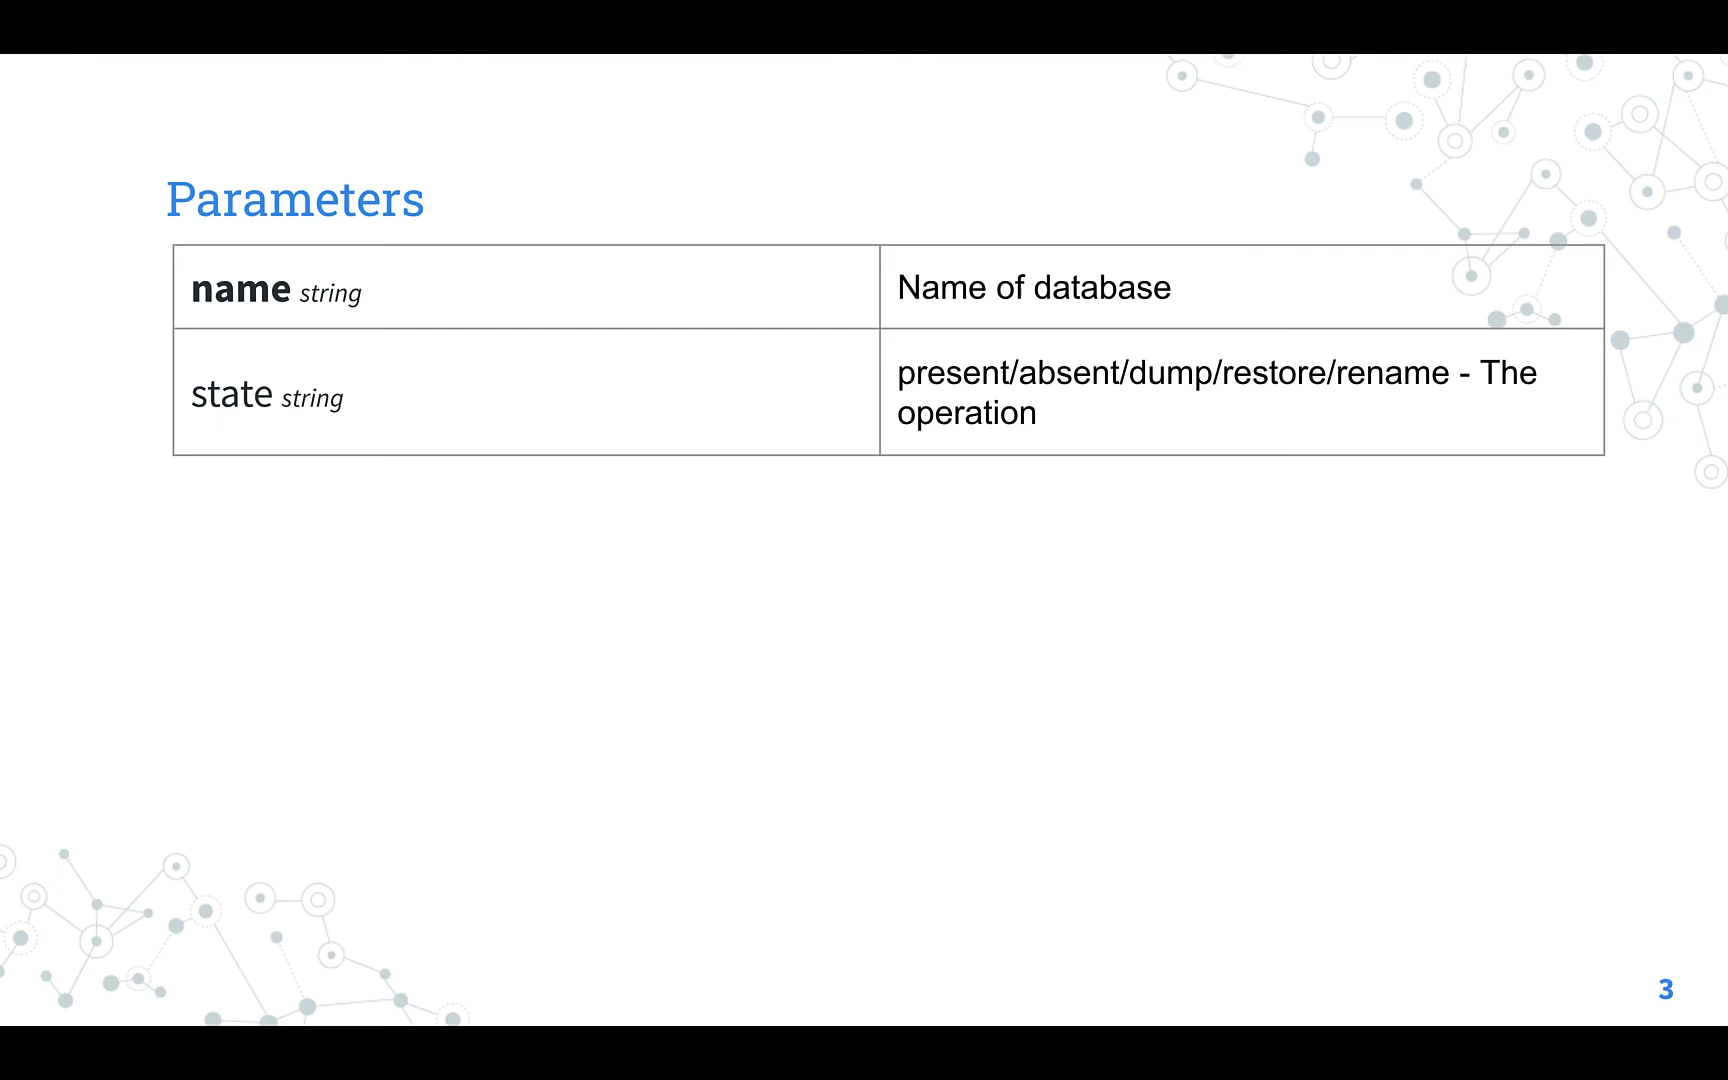 Parameters
name string
Name of database
state string
present/absent/dump/restore/rename - The
operation
3